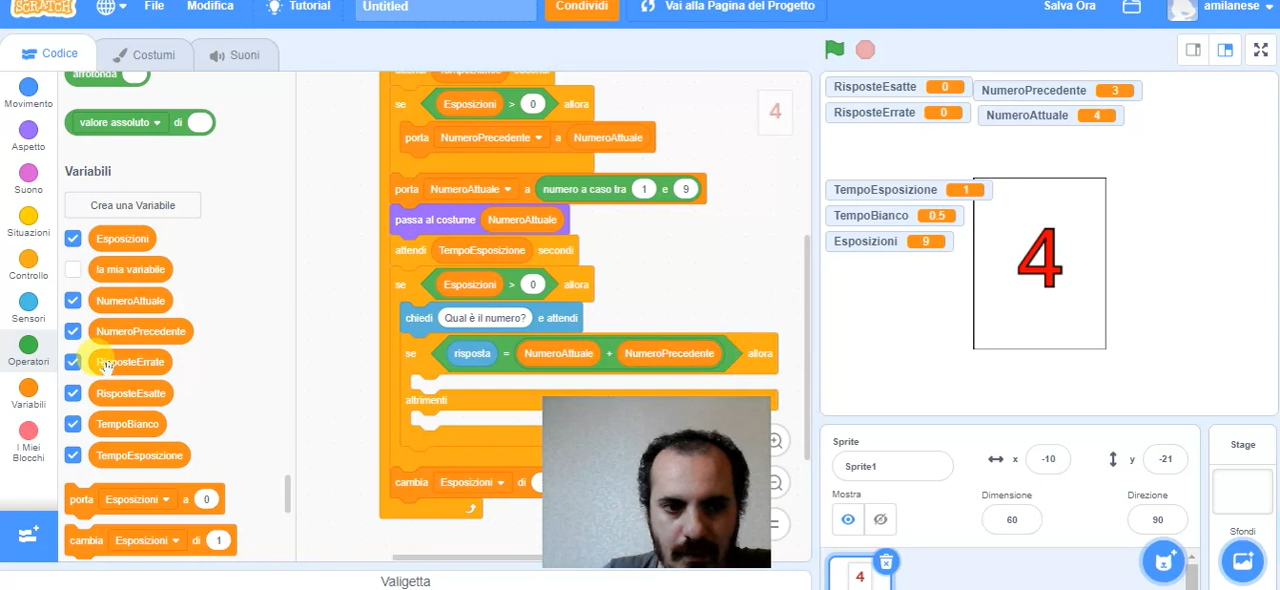 SCRATCH
File
Modifica
Tutorial
Untitled
Condividi
Vai alla Pagina del Progetto
Salva Ora
amilanese
Codice
Costumi
Suoni
Movimento
Aspetto
Suono
Situazioni
Controllo
Sensori
Operatori
Variabili
I Miei
Blocchi
arrotonda
valore assoluto di
Variabili
Crea una Variabile
Esposizioni
la mia variabile
NumeroAttuale
NumeroPrecedente
RisposteErrate
RisposteEsatte
TempoBianco
TempoEsposizione
porta Esposizioni a 0
cambia Esposizioni di 1
se Esposizioni > 0 allora
porta NumeroPrecedente a NumeroAttuale
porta NumeroAttuale a numero a caso tra 1 e 9
passa al costume NumeroAttuale
attendi TempoEsposizione secondi
se Esposizioni > 0 allora
chiedi Qual è il numero? e attendi
se risposta = NumeroAttuale + NumeroPrecedente allora
altrimenti
cambia Esposizioni di
4
RisposteEsatte 0
RisposteErrate 0
NumeroPrecedente 3
NumeroAttuale 4
TempoEsposizione 1
TempoBianco 0.5
Esposizioni 9
4
Sprite
Sprite1
x -10
y -21
Mostra
Dimensione
60
Direzione
90
4
Stage
Sfondi
Valigetta